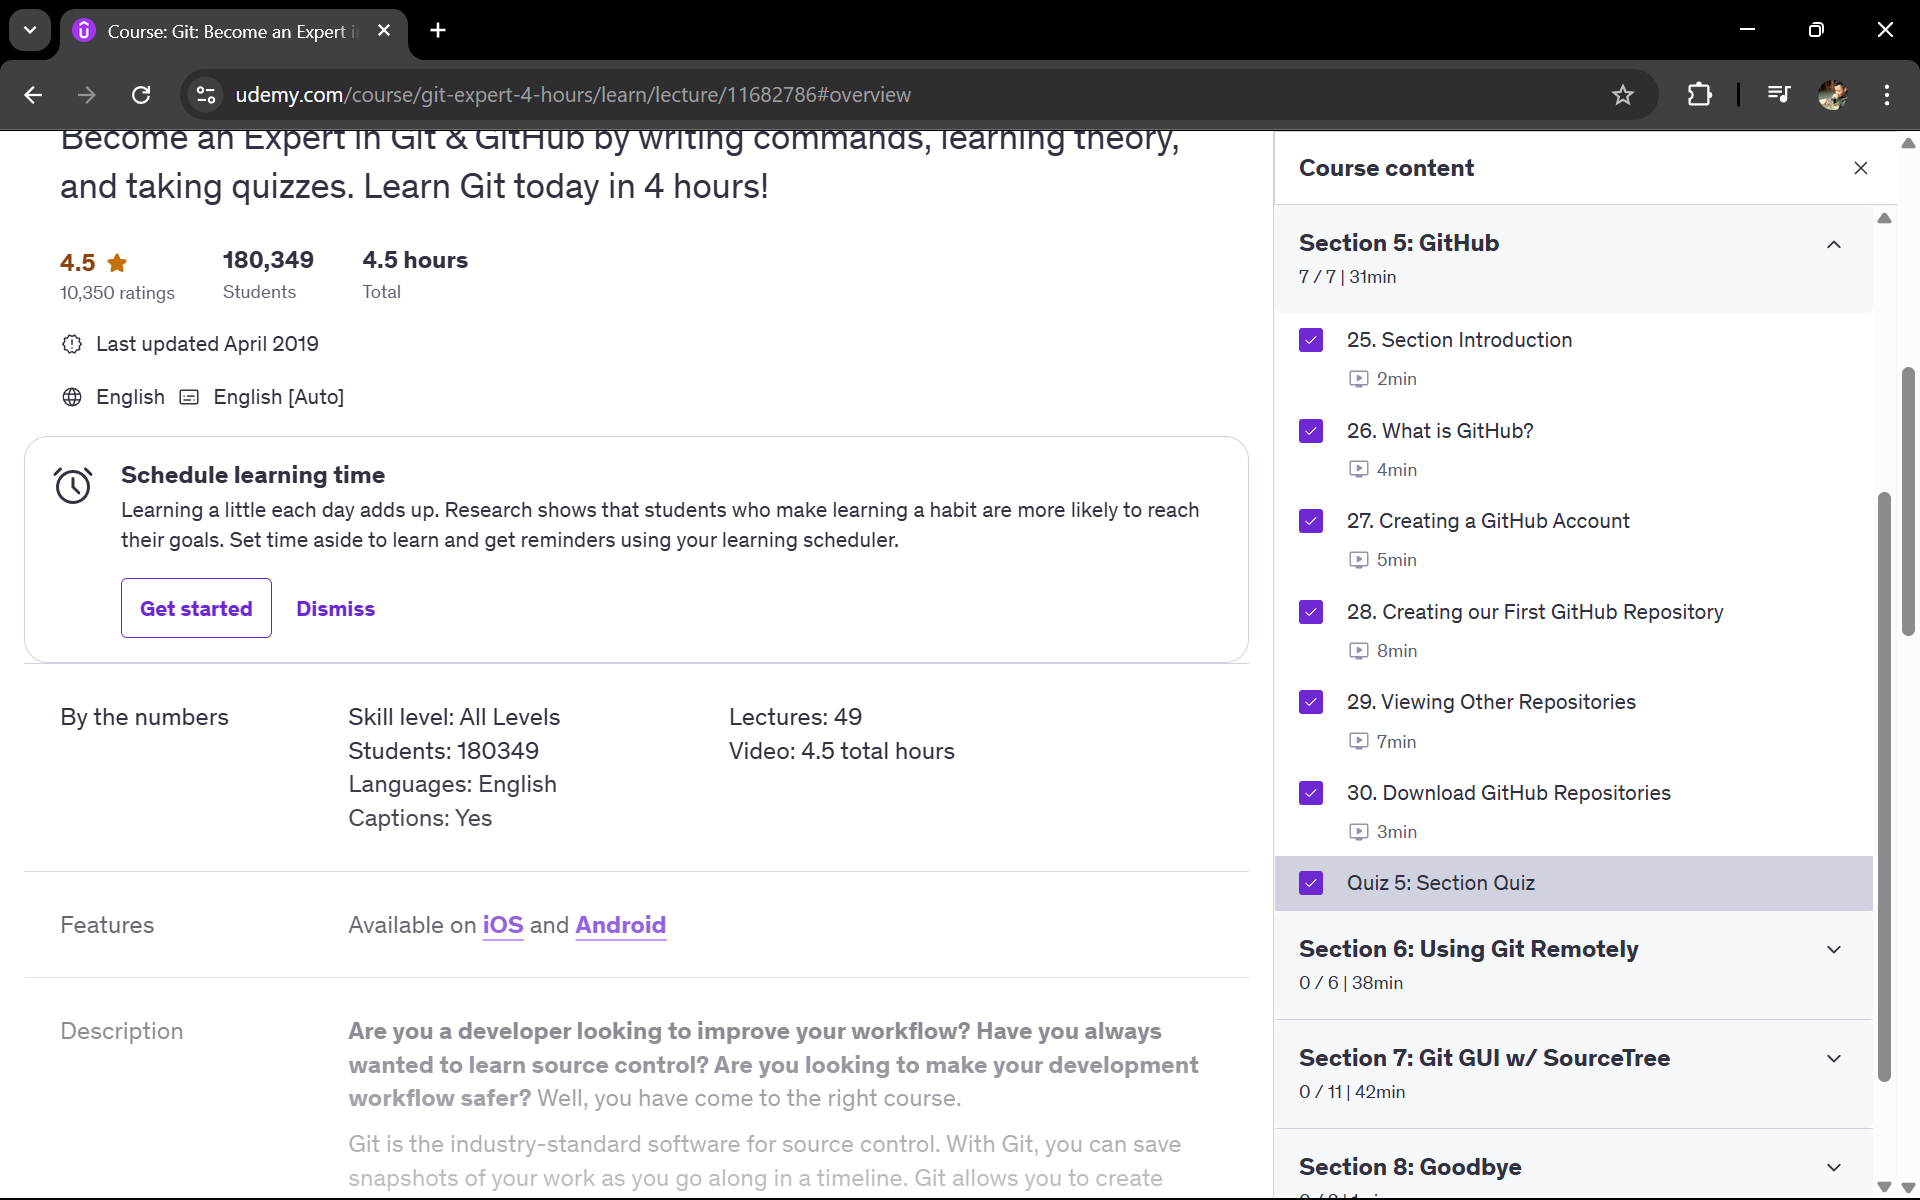 Course: Git: Become an Expert i
udemy.com/course/git-expert-4-hours/learn/lecture/11682786#overview
Become an Expert in Git & GitHub by writing commands, learning theory,
and taking quizzes. Learn Git today in 4 hours!
4.5
180,349
4.5 hours
10,350 ratings
Students
Total
Last updated April 2019
English
English [Auto]
Schedule learning time
Learning a little each day adds up. Research shows that students who make learning a habit are more likely to reach
their goals. Set time aside to learn and get reminders using your learning scheduler.
Get started
Dismiss
By the numbers
Skill level: All Levels
Students: 180349
Languages: English
Captions: Yes
Lectures: 49
Video: 4.5 total hours
Features
Available on iOS and Android
Description
Are you a developer looking to improve your workflow? Have you always
wanted to learn source control? Are you looking to make your development
workflow safer? Well, you have come to the right course.
Git is the industry-standard software for source control. With Git, you can save
snapshots of your work as you go along in a timeline. Git allows you to create
Course content
Section 5: GitHub
7 / 7 | 31min
25. Section Introduction
2min
26. What is GitHub?
4min
27. Creating a GitHub Account
5min
28. Creating our First GitHub Repository
8min
29. Viewing Other Repositories
7min
30. Download GitHub Repositories
3min
Quiz 5: Section Quiz
Section 6: Using Git Remotely
0 / 6 | 38min
Section 7: Git GUI w/ SourceTree
0 / 11 | 42min
Section 8: Goodbye